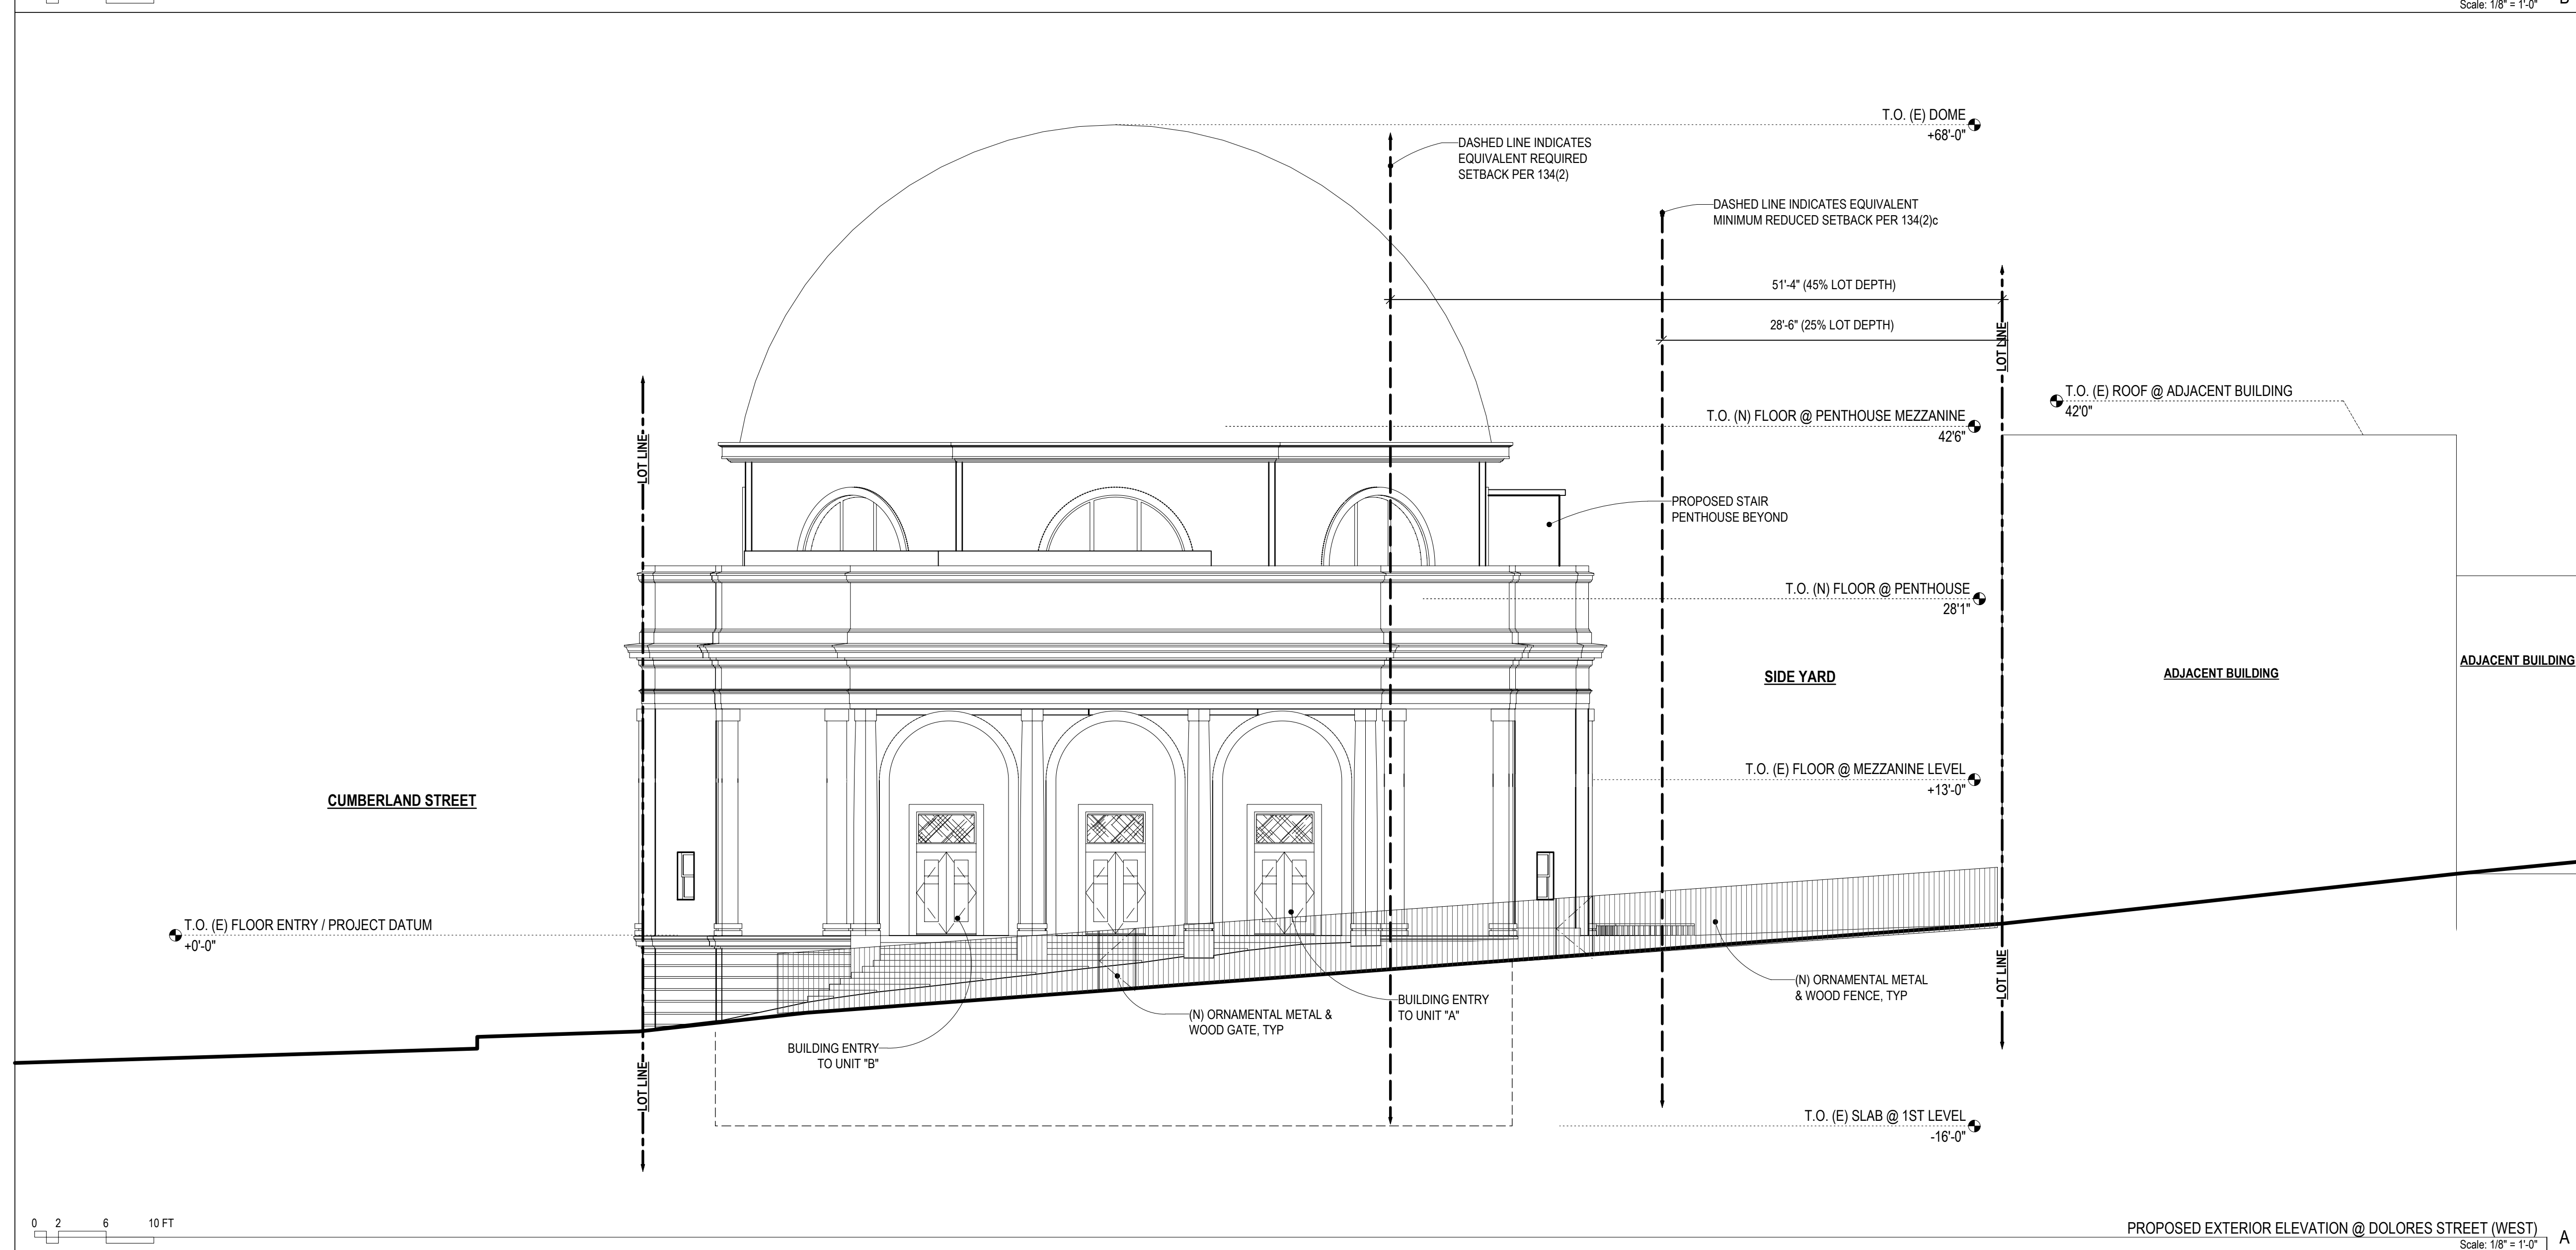 Scale: 1/8" = 1'-0"
T.O. (E) DOME
+68'-0"
DASHED LINE INDICATES
EQUIVALENT REQUIRED
SETBACK PER 134(2)
DASHED LINE INDICATES EQUIVALENT
MINIMUM REDUCED SETBACK PER 134(2)c
51'-4" (45% LOT DEPTH)
28'-6" (25% LOT DEPTH)
LOT LINE
T.O. (E) ROOF @ ADJACENT BUILDING
42'0"
T.O. (N) FLOOR @ PENTHOUSE MEZZANINE
42'6"
LOT LINE
PROPOSED STAIR
PENTHOUSE BEYOND
T.O. (N) FLOOR @ PENTHOUSE
28'1"
SIDE YARD
ADJACENT BUILDING
ADJACENT BUILDING
T.O. (E) FLOOR @ MEZZANINE LEVEL
+13'-0"
CUMBERLAND STREET
T.O. (E) FLOOR ENTRY / PROJECT DATUM
+0'-0"
(N) ORNAMENTAL METAL
& WOOD FENCE, TYP
LOT LINE
BUILDING ENTRY
TO UNIT "A"
(N) ORNAMENTAL METAL &
WOOD GATE, TYP
BUILDING ENTRY
TO UNIT "B"
LOT LINE
T.O. (E) SLAB @ 1ST LEVEL
-16'-0"
0 2 6 10 FT
PROPOSED EXTERIOR ELEVATION @ DOLORES STREET (WEST)
A
Scale: 1/8" = 1'-0"